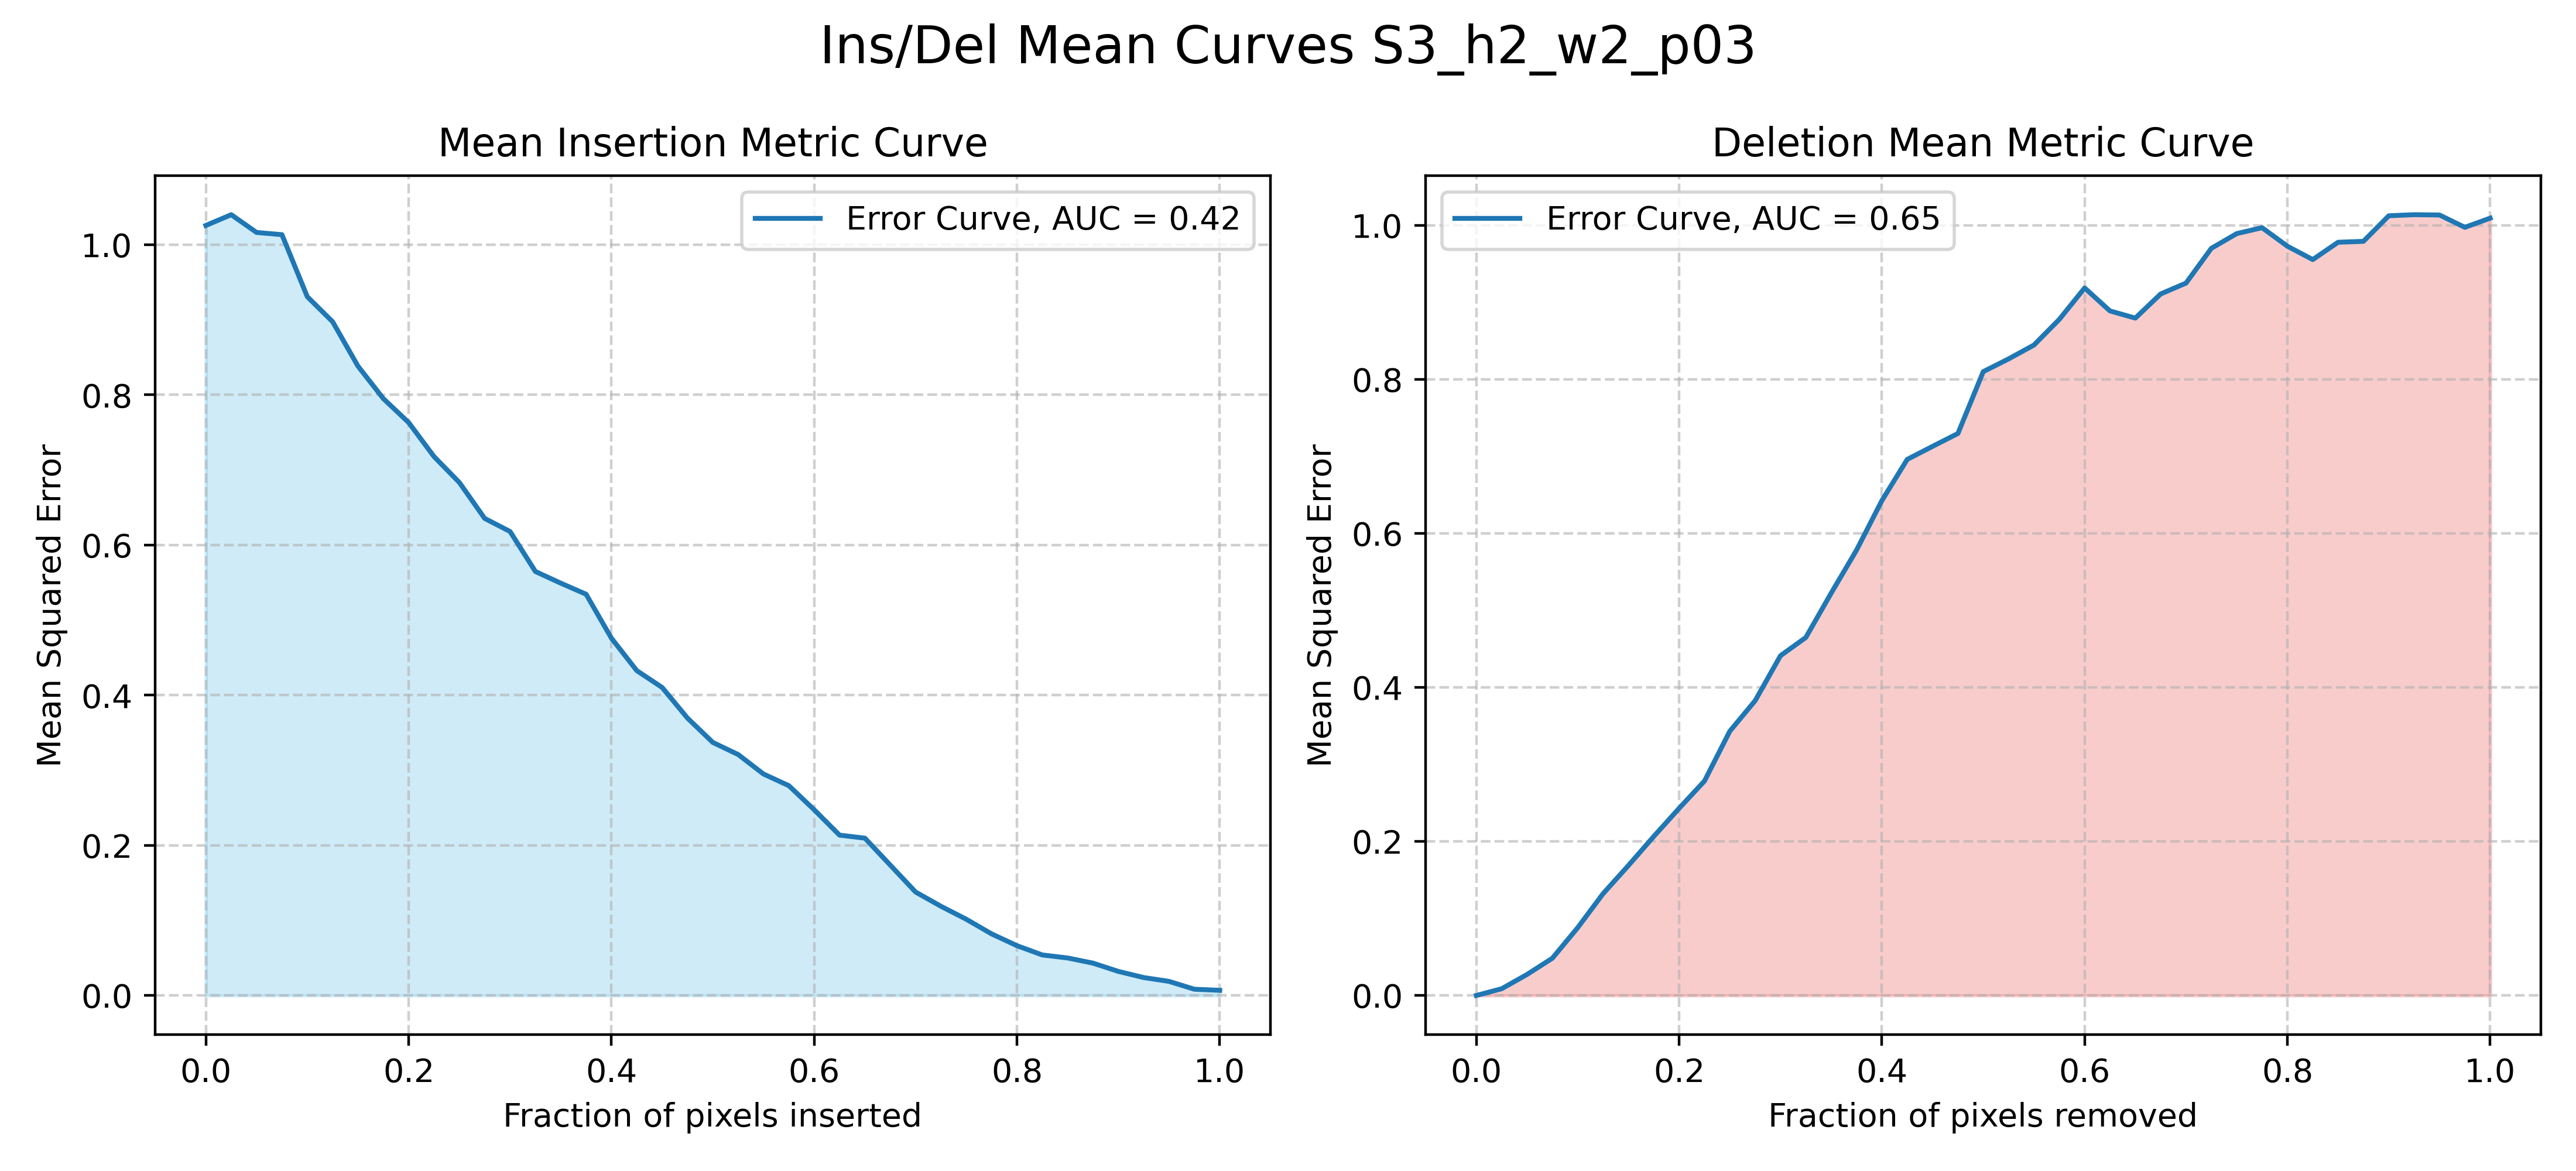 Ins/Del Mean Curves S3_h2_w2_p03
Mean Insertion Metric Curve
Error Curve, AUC = 0.42
Mean Squared Error
1.0
0.8
0.6
0.4
0.2
0.0
0.0 0.2 0.4 0.6 0.8 1.0
Fraction of pixels inserted
Deletion Mean Metric Curve
Error Curve, AUC = 0.65
Mean Squared Error
1.0
0.8
0.6
0.4
0.2
0.0
0.0 0.2 0.4 0.6 0.8 1.0
Fraction of pixels removed